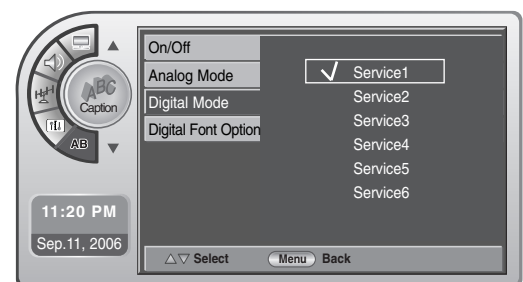 On/Off
Analog Mode
Digital Mode
Digital Font Option
Service1
Service2
Service3
Service4
Service5
Service6
ABC
Caption
AB
11:20 PM
Sep.11, 2006
△▽ Select
Menu Back